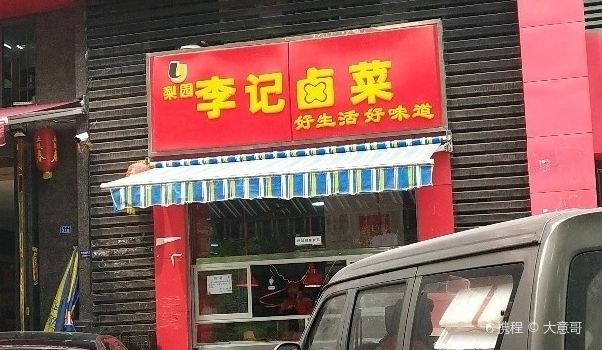 梨园
李记卤菜
好生活 好味道
携程 © 大意哥